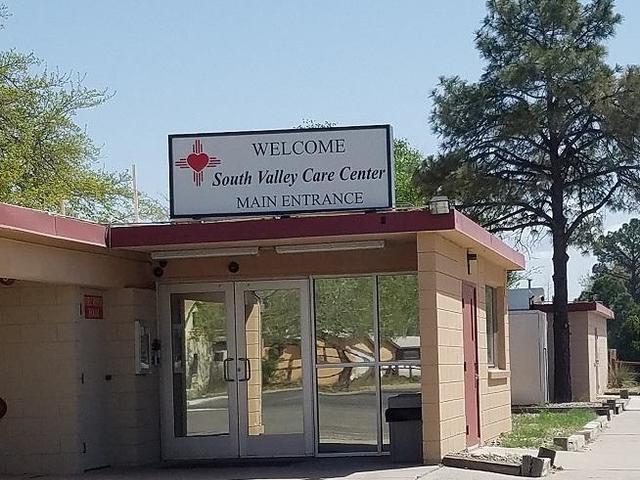 WELCOME
South Valley Care Center
MAIN ENTRANCE